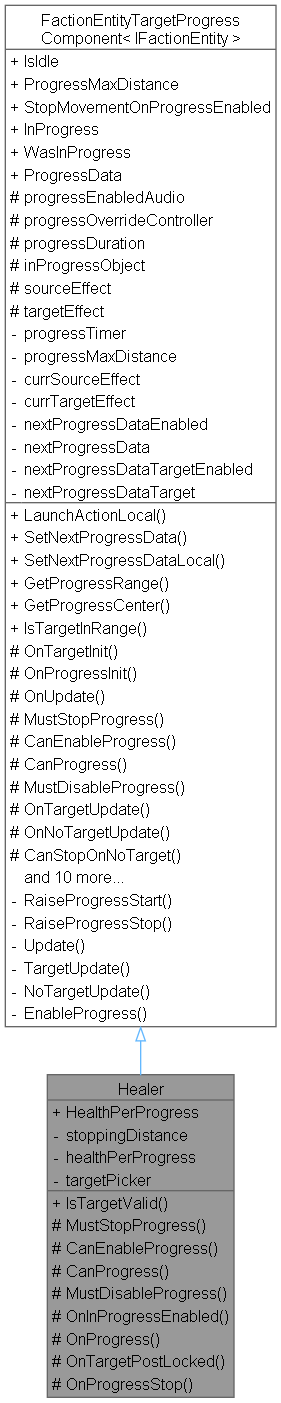 FactionEntityTargetProgress
Component< IFactionEntity >
+ IsIdle
+ ProgressMaxDistance
+ StopMovementOnProgressEnabled
+ InProgress
+ WasInProgress
+ ProgressData
# progressEnabledAudio
# progressOverrideController
# progressDuration
# inProgressObject
# sourceEffect
# targetEffect
- progressTimer
- progressMaxDistance
- currSourceEffect
- currTargetEffect
- nextProgressDataEnabled
- nextProgressData
- nextProgressDataTargetEnabled
- nextProgressDataTarget
+ LaunchActionLocal()
+ SetNextProgressData()
+ SetNextProgressDataLocal()
+ GetProgressRange()
+ GetProgressCenter()
+ IsTargetInRange()
# OnTargetInit()
# OnProgressInit()
# OnUpdate()
# MustStopProgress()
# CanEnableProgress()
# CanProgress()
# MustDisableProgress()
# OnTargetUpdate()
# OnNoTargetUpdate()
# CanStopOnNoTarget()
and 10 more...
- RaiseProgressStart()
- RaiseProgressStop()
- Update()
- TargetUpdate()
- NoTargetUpdate()
- EnableProgress()
Healer
+ HealthPerProgress
- stoppingDistance
- healthPerProgress
- targetPicker
+ IsTargetValid()
# MustStopProgress()
# CanEnableProgress()
# CanProgress()
# MustDisableProgress()
# OnInProgressEnabled()
# OnProgress()
# OnTargetPostLocked()
# OnProgressStop()